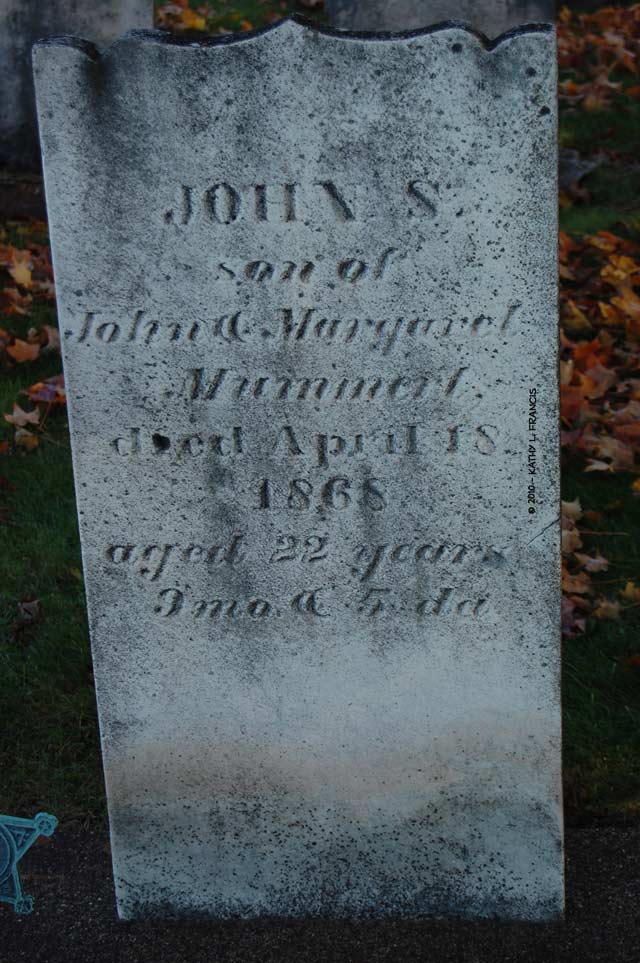 JOHN S.
son of
John & Margaret
Mummert,
died April 18,
1868
aged 22 years
9 mo. & 5 da
© 2010 - KATHY L. FRANCIS